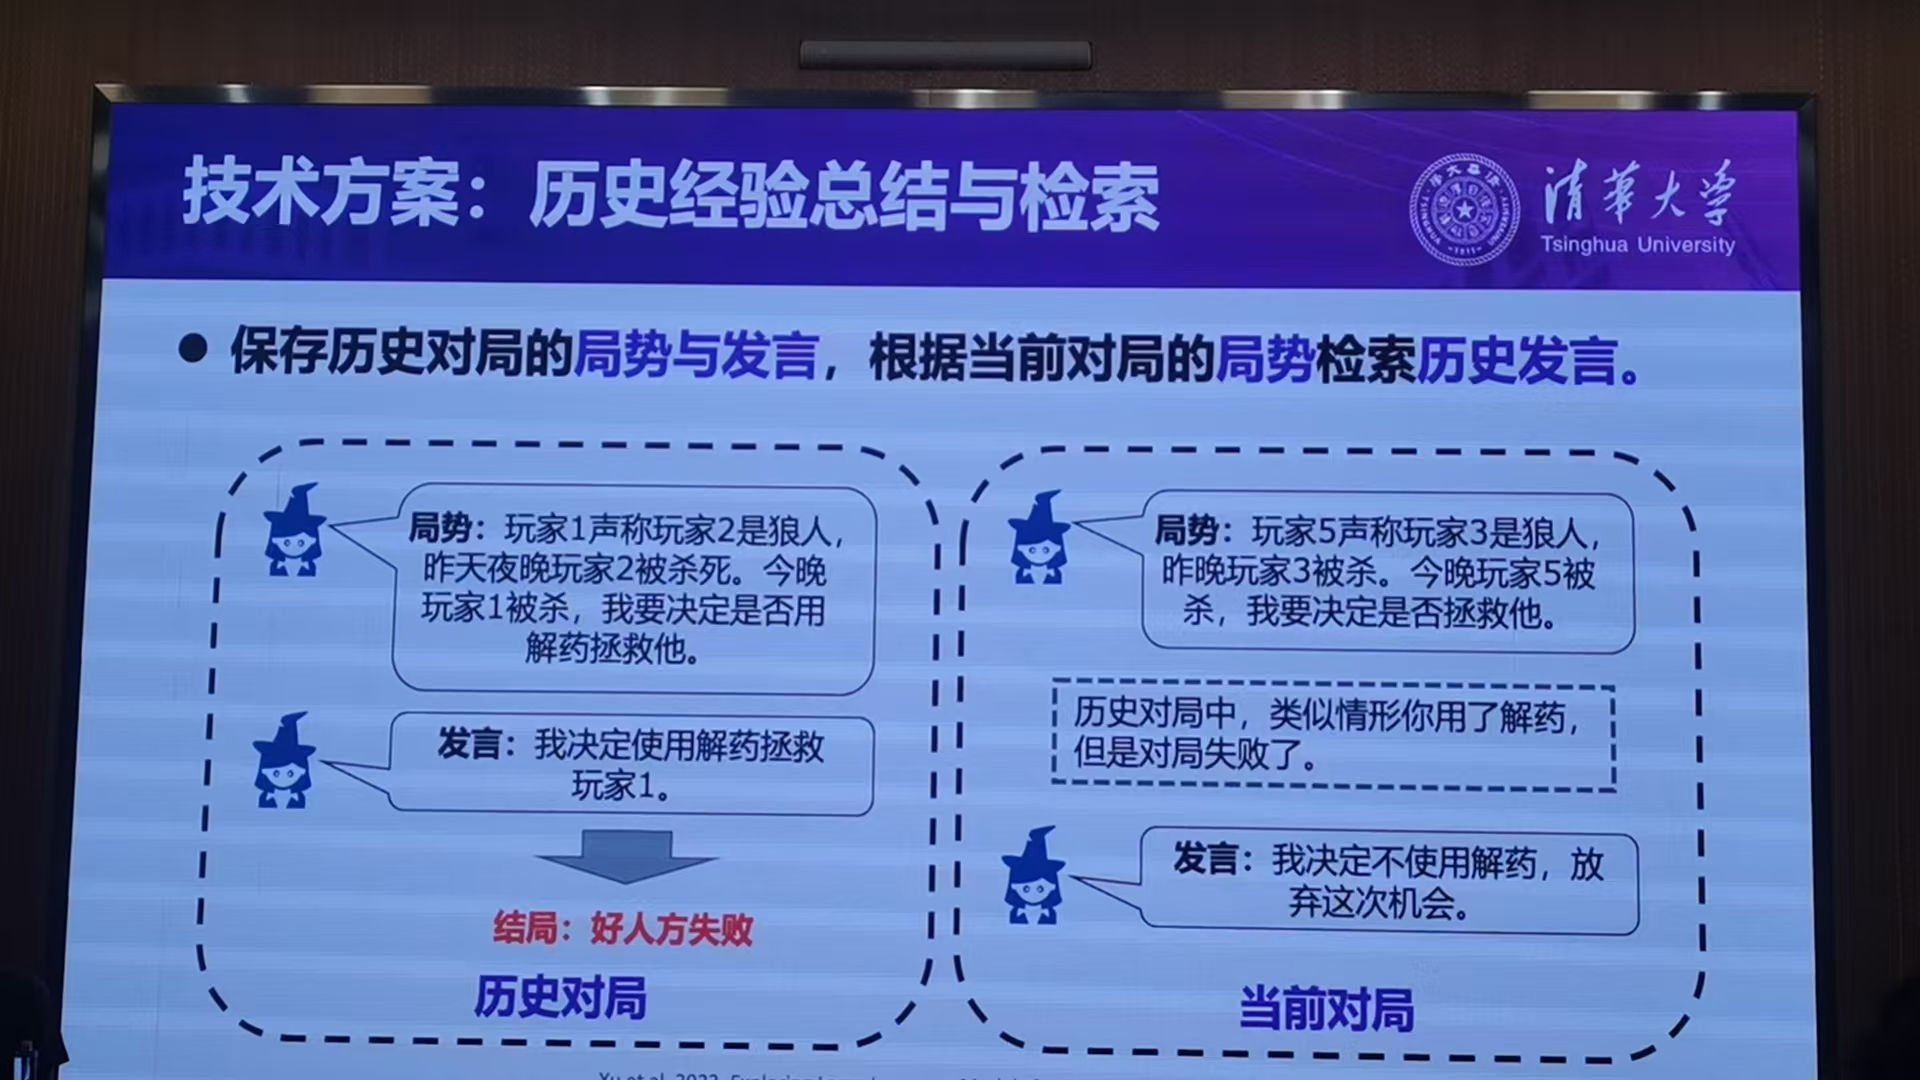 技术方案：历史经验总结与检索
清华大学
Tsinghua University
● 保存历史对局的局势与发言，根据当前对局的局势检索历史发言。
局势：玩家1声称玩家2是狼人，
昨天夜晚玩家2被杀死。今晚
玩家1被杀，我要决定是否用
解药拯救他。
发言：我决定使用解药拯救
玩家1。
结局：好人方失败
历史对局
局势：玩家5声称玩家3是狼人，
昨晚玩家3被杀。今晚玩家5被
杀，我要决定是否拯救他。
历史对局中，类似情形你用了解药，
但是对局失败了。
发言：我决定不使用解药，放
弃这次机会。
当前对局
Xu et al. 2023. Exploring